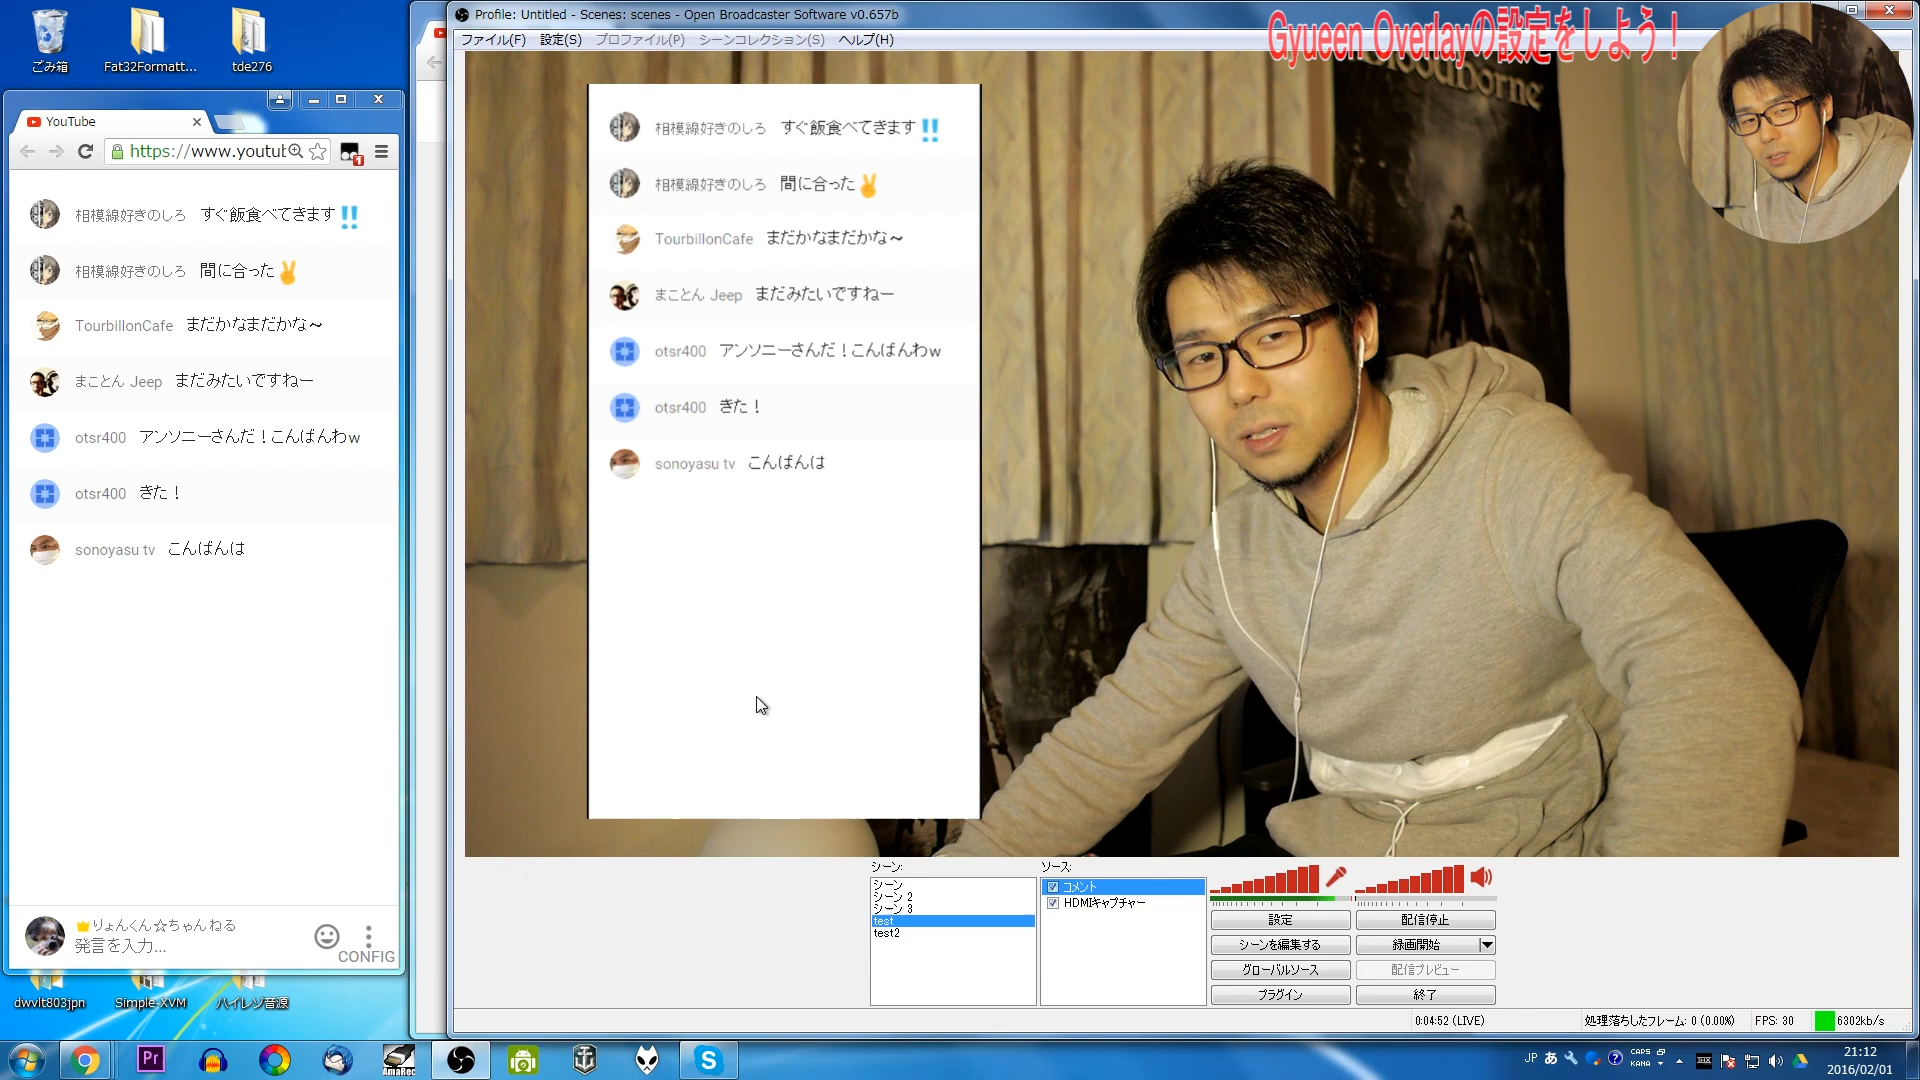 ごみ箱
Fat32Formatt...
tde276
YouTube
https://www.youtul
相模線好きのしろ すぐ飯食べてきます‼
相模線好きのしろ 間に合った✌
TourbillonCafe まだかなまだかな～
まことん Jeep まだみたいですねー
otsr400 アンソニーさんだ！こんばんわw
otsr400 きた！
sonoyasu tv こんばんは
りょんくん☆ちゃんねる
発言を入力...
CONFIG
dwvlt803jpn
Simple-XVM
ハイレゾ音源
Profile: Untitled - Scenes: scenes - Open Broadcaster Software v0.657b
ファイル(F) 設定(S) プロファイル(P) シーンコレクション(S) ヘルプ(H)
Gyueen Overlayの設定をしよう！
Bloodborne
相模線好きのしろ すぐ飯食べてきます‼
相模線好きのしろ 間に合った✌
TourbillonCafe まだかなまだかな～
まことん Jeep まだみたいですねー
otsr400 アンソニーさんだ！こんばんわw
otsr400 きた！
sonoyasu tv こんばんは
シーン:
シーン
シーン 2
シーン 3
test
test2
ソース:
コメント
HDMIキャプチャー
設定
配信停止
シーンを編集する
録画開始
グローバルソース
配信プレビュー
プラグイン
終了
0:04:52 (LIVE)
処理落ちしたフレーム: 0 (0.00%)
FPS: 30
6302kb/s
Pr
AmaRec
S
JP あ
CAPS
KANA
21:12
2016/02/01